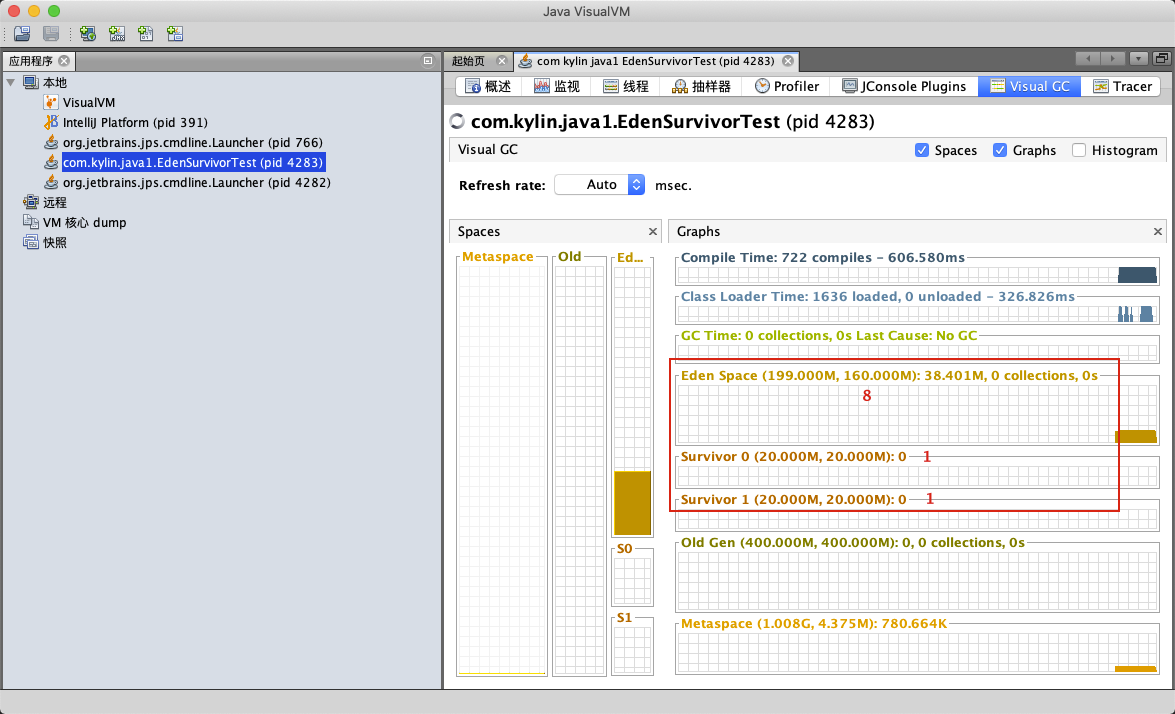 Java VisualVM
应用程序
本地
VisualVM
IntelliJ Platform (pid 391)
org.jetbrains.jps.cmdline.Launcher (pid 766)
com.kylin.java1.EdenSurvivorTest (pid 4283)
org.jetbrains.jps.cmdline.Launcher (pid 4282)
远程
VM 核心 dump
快照
起始页
com kylin java1 EdenSurvivorTest (pid 4283)
概述
监视
线程
抽样器
Profiler
JConsole Plugins
Visual GC
Tracer
com.kylin.java1.EdenSurvivorTest (pid 4283)
Visual GC
Spaces
Graphs
Histogram
Refresh rate: Auto msec.
Spaces
Metaspace
Old
Ed...
S0
S1
Graphs
Compile Time: 722 compiles - 606.580ms
Class Loader Time: 1636 loaded, 0 unloaded - 326.826ms
GC Time: 0 collections, 0s Last Cause: No GC
Eden Space (199.000M, 160.000M): 38.401M, 0 collections, 0s
8
Survivor 0 (20.000M, 20.000M): 0 1
Survivor 1 (20.000M, 20.000M): 0 1
Old Gen (400.000M, 400.000M): 0, 0 collections, 0s
Metaspace (1.008G, 4.375M): 780.664K